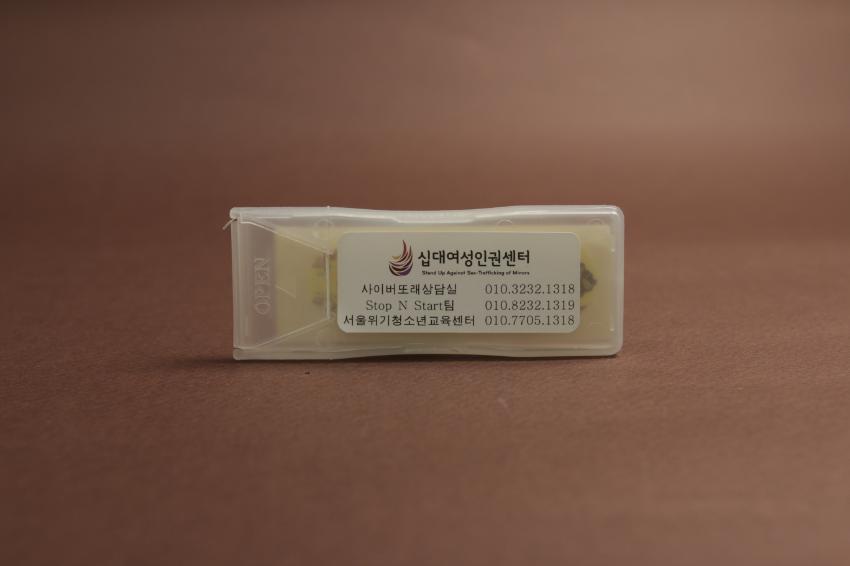 OPEN
십대여성인권센터
Stand Up Against Sex-Trafficking of Minors
사이버또래상담실 010.3232.1318
Stop N Start팀 010.8232.1319
서울위기청소년교육센터 010.7705.1318